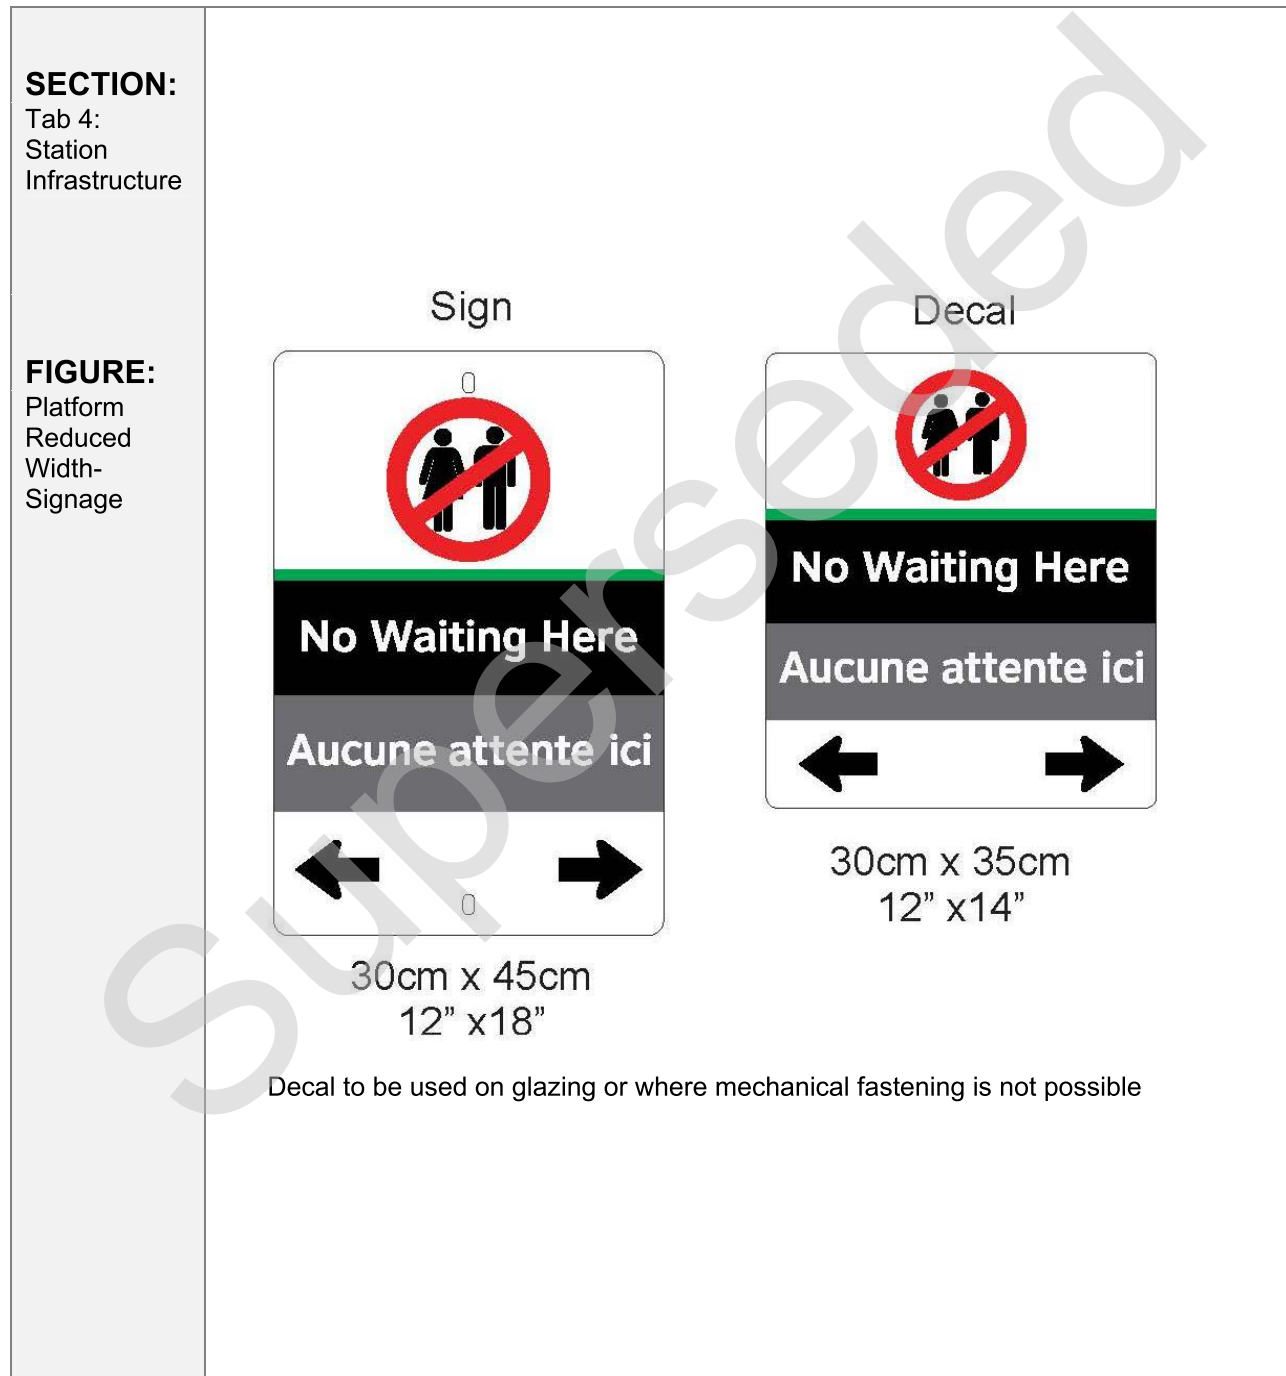 SECTION:
Tab 4:
Station
Infrastructure
FIGURE:
Platform
Reduced
Width-
Signage
Sign
No Waiting Here
Aucune attente ici
30cm x 45cm
12” x18”
Decal
No Waiting Here
Aucune attente ici
30cm x 35cm
12” x14”
Decal to be used on glazing or where mechanical fastening is not possible
Superseded